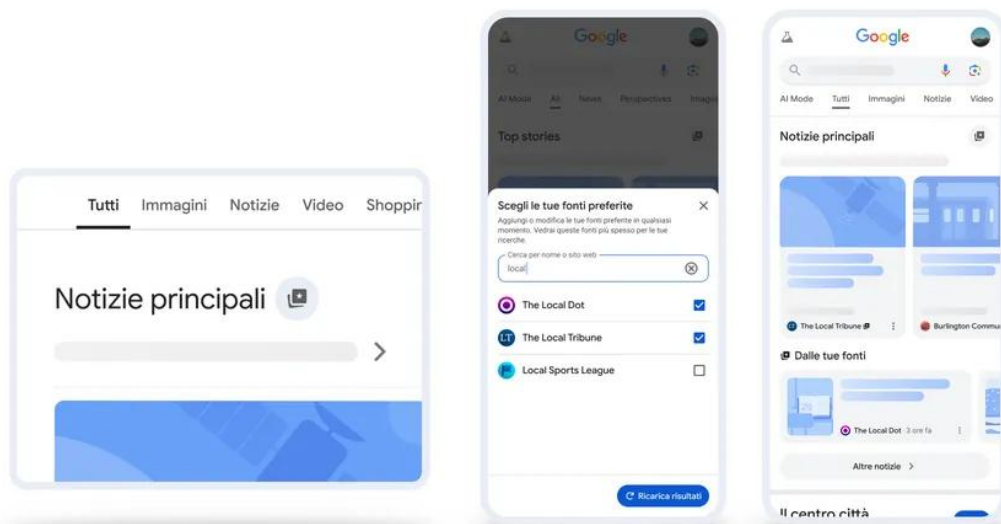 Tutti Immagini Notizie Video Shoppin
Notizie principali
Google
AI Mode All News Perspectives Image
Top stories
Scegli le tue fonti preferite
Aggiungi o modifica le tue fonti preferite in qualsiasi
momento. Vedrai queste fonti più spesso per le tue
ricerche.
Cerca per nome o sito web
local
The Local Dot
LT The Local Tribune
Local Sports League
Ricarica risultati
Google
AI Mode Tutti Immagini Notizie Video
Notizie principali
LT The Local Tribune
Burlington Commu
Dalle tue fonti
The Local Dot · 3 ore fa
Altre notizie
Il centro città